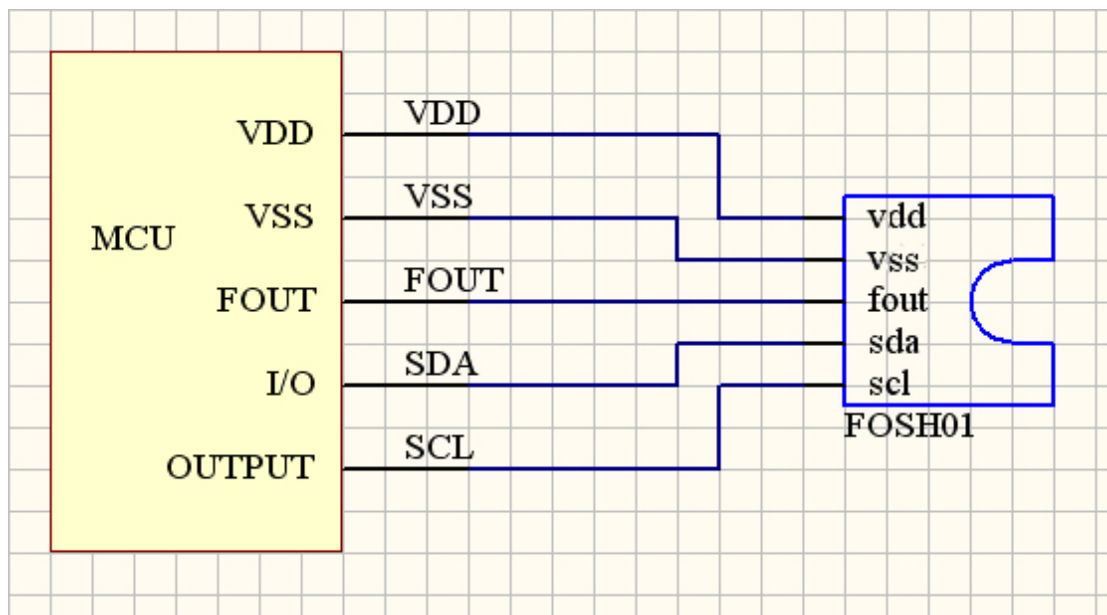 VDD
VDD
VSS
VSS
vdd
MCU
vss
FOUT
FOUT
fout
sda
I/O
SDA
scl
FOSH01
OUTPUT
SCL